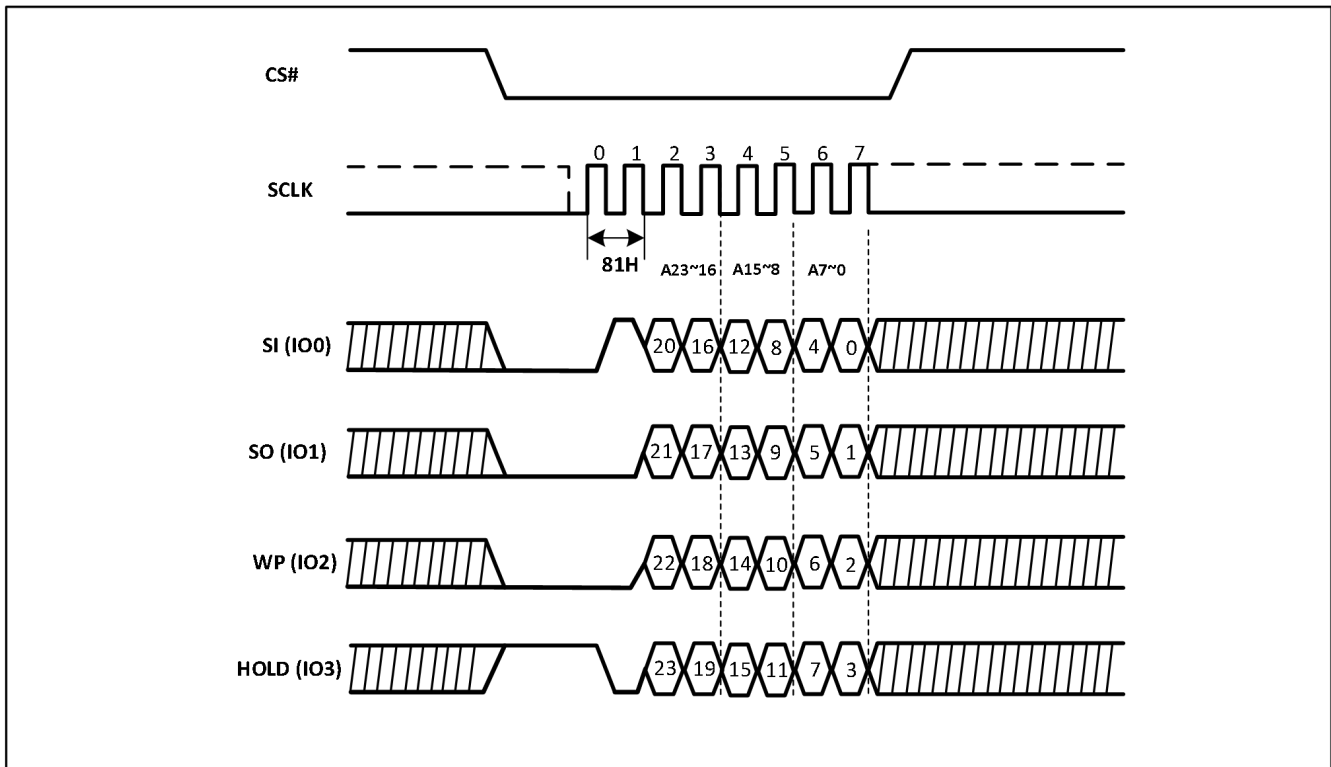 CS#
0 1 2 3 4 5 6 7
SCLK
81H A23~16 A15~8 A7~0
SI (IO0) 20 16 12 8 4 0
SO (IO1) 21 17 13 9 5 1
WP (IO2) 22 18 14 10 6 2
HOLD (IO3) 23 19 15 11 7 3